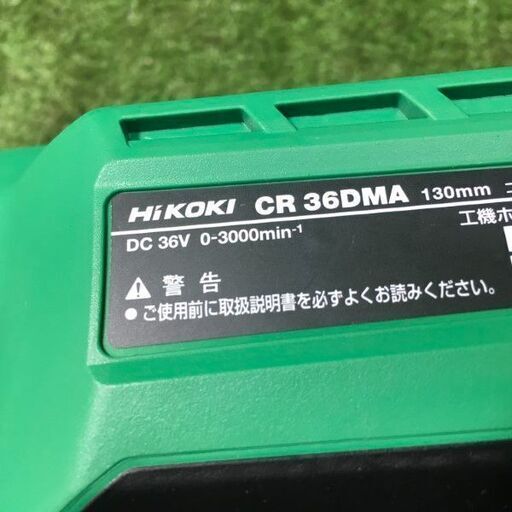 HiKOKI CR 36DMA 130mm
DC 36V 0-3000min⁻¹ 工機ホ
⚠ 警告
● ご使用前に取扱説明書を必ずよくお読みください。